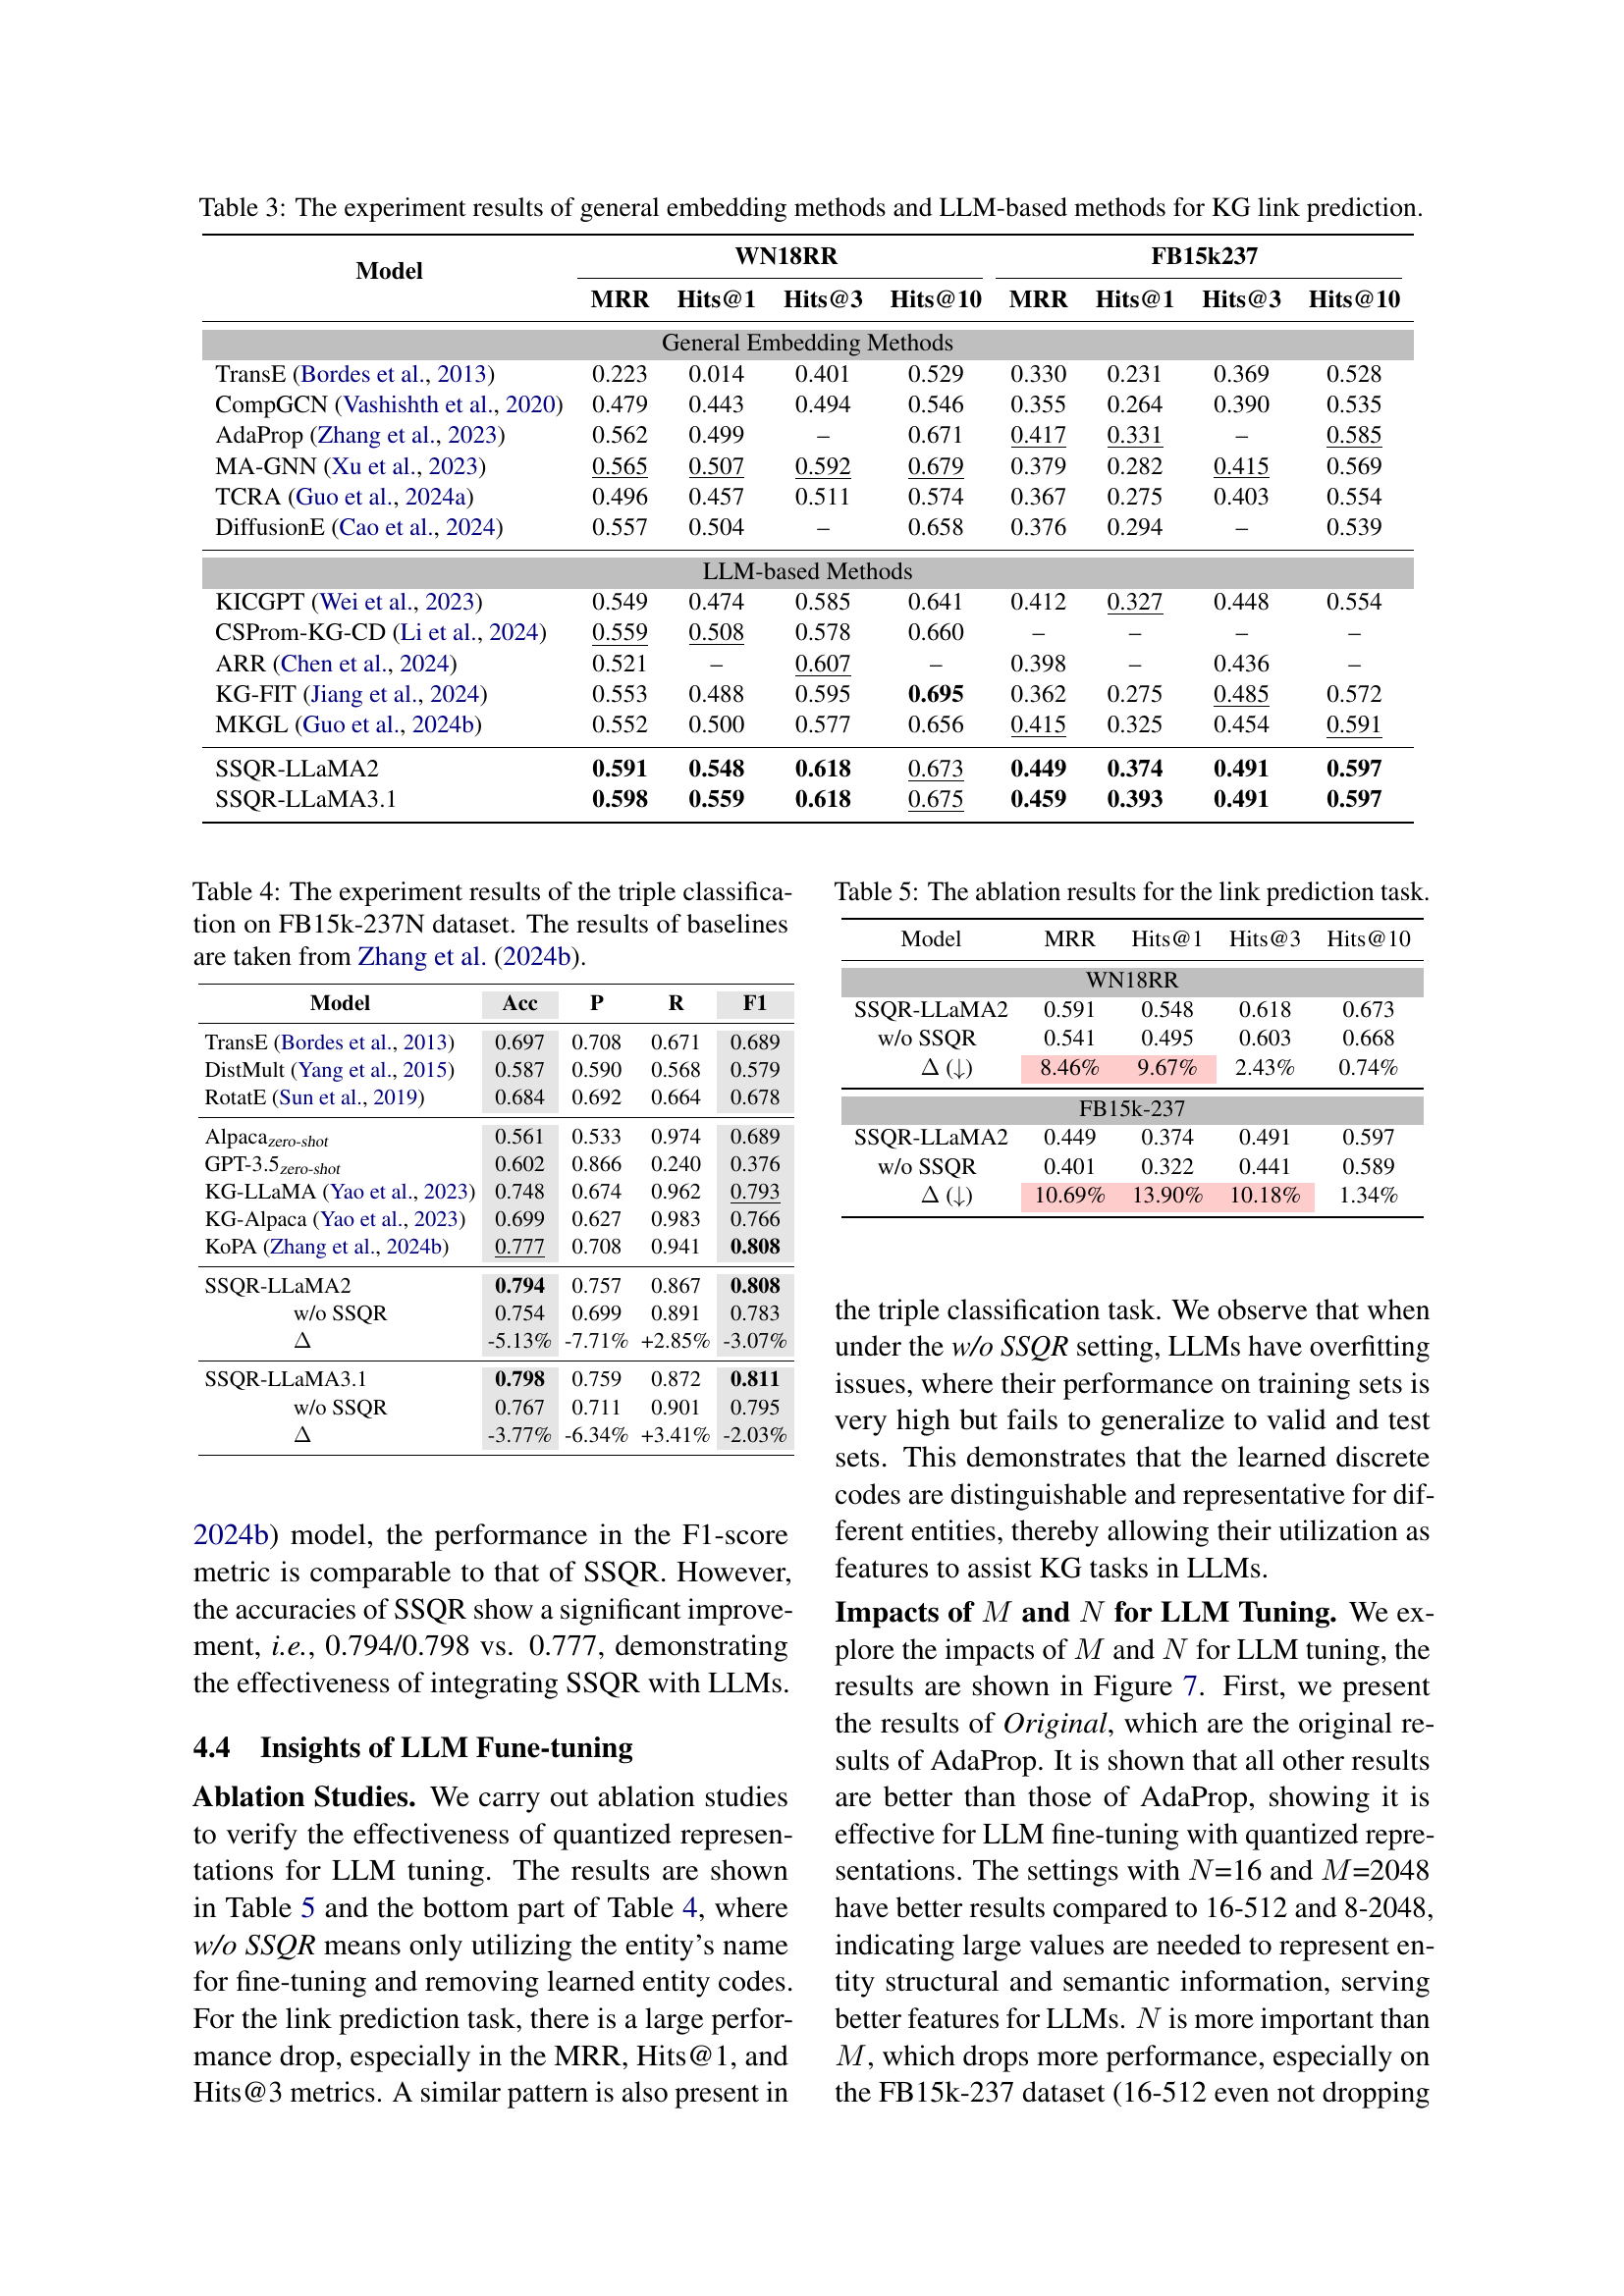 Table 3: The experiment results of general embedding methods and LLM-based methods for KG link prediction.
Model WN18RR FB15k237
MRR Hits@1 Hits@3 Hits@10 MRR Hits@1 Hits@3 Hits@10
General Embedding Methods
TransE (Bordes et al., 2013) 0.223 0.014 0.401 0.529 0.330 0.231 0.369 0.528
CompGCN (Vashishth et al., 2020) 0.479 0.443 0.494 0.546 0.355 0.264 0.390 0.535
AdaProp (Zhang et al., 2023) 0.562 0.499 – 0.671 0.417 0.331 – 0.585
MA-GNN (Xu et al., 2023) 0.565 0.507 0.592 0.679 0.379 0.282 0.415 0.569
TCRA (Guo et al., 2024a) 0.496 0.457 0.511 0.574 0.367 0.275 0.403 0.554
DiffusionE (Cao et al., 2024) 0.557 0.504 – 0.658 0.376 0.294 – 0.539
LLM-based Methods
KICGPT (Wei et al., 2023) 0.549 0.474 0.585 0.641 0.412 0.327 0.448 0.554
CSProm-KG-CD (Li et al., 2024) 0.559 0.508 0.578 0.660 – – – –
ARR (Chen et al., 2024) 0.521 – 0.607 – 0.398 – 0.436 –
KG-FIT (Jiang et al., 2024) 0.553 0.488 0.595 0.695 0.362 0.275 0.485 0.572
MKGL (Guo et al., 2024b) 0.552 0.500 0.577 0.656 0.415 0.325 0.454 0.591
SSQR-LLaMA2 0.591 0.548 0.618 0.673 0.449 0.374 0.491 0.597
SSQR-LLaMA3.1 0.598 0.559 0.618 0.675 0.459 0.393 0.491 0.597
Table 4: The experiment results of the triple classifica-
tion on FB15k-237N dataset. The results of baselines
are taken from Zhang et al. (2024b).
Model Acc P R F1
TransE (Bordes et al., 2013) 0.697 0.708 0.671 0.689
DistMult (Yang et al., 2015) 0.587 0.590 0.568 0.579
RotatE (Sun et al., 2019) 0.684 0.692 0.664 0.678
Alpaca zero-shot 0.561 0.533 0.974 0.689
GPT-3.5 zero-shot 0.602 0.866 0.240 0.376
KG-LLaMA (Yao et al., 2023) 0.748 0.674 0.962 0.793
KG-Alpaca (Yao et al., 2023) 0.699 0.627 0.983 0.766
KoPA (Zhang et al., 2024b) 0.777 0.708 0.941 0.808
SSQR-LLaMA2 0.794 0.757 0.867 0.808
w/o SSQR 0.754 0.699 0.891 0.783
Δ -5.13% -7.71% +2.85% -3.07%
SSQR-LLaMA3.1 0.798 0.759 0.872 0.811
w/o SSQR 0.767 0.711 0.901 0.795
Δ -3.77% -6.34% +3.41% -2.03%
2024b) model, the performance in the F1-score
metric is comparable to that of SSQR. However,
the accuracies of SSQR show a significant improve-
ment, i.e., 0.794/0.798 vs. 0.777, demonstrating
the effectiveness of integrating SSQR with LLMs.
4.4 Insights of LLM Fune-tuning
Ablation Studies. We carry out ablation studies
to verify the effectiveness of quantized represen-
tations for LLM tuning. The results are shown
in Table 5 and the bottom part of Table 4, where
w/o SSQR means only utilizing the entity's name
for fine-tuning and removing learned entity codes.
For the link prediction task, there is a large perfor-
mance drop, especially in the MRR, Hits@1, and
Hits@3 metrics. A similar pattern is also present in
Table 5: The ablation results for the link prediction task.
Model MRR Hits@1 Hits@3 Hits@10
WN18RR
SSQR-LLaMA2 0.591 0.548 0.618 0.673
w/o SSQR 0.541 0.495 0.603 0.668
Δ (↓) 8.46% 9.67% 2.43% 0.74%
FB15k-237
SSQR-LLaMA2 0.449 0.374 0.491 0.597
w/o SSQR 0.401 0.322 0.441 0.589
Δ (↓) 10.69% 13.90% 10.18% 1.34%
the triple classification task. We observe that when
under the w/o SSQR setting, LLMs have overfitting
issues, where their performance on training sets is
very high but fails to generalize to valid and test
sets. This demonstrates that the learned discrete
codes are distinguishable and representative for dif-
ferent entities, thereby allowing their utilization as
features to assist KG tasks in LLMs.
Impacts of M and N for LLM Tuning. We ex-
plore the impacts of M and N for LLM tuning, the
results are shown in Figure 7. First, we present
the results of Original, which are the original re-
sults of AdaProp. It is shown that all other results
are better than those of AdaProp, showing it is
effective for LLM fine-tuning with quantized repre-
sentations. The settings with N=16 and M=2048
have better results compared to 16-512 and 8-2048,
indicating large values are needed to represent en-
tity structural and semantic information, serving
better features for LLMs. N is more important than
M, which drops more performance, especially on
the FB15k-237 dataset (16-512 even not dropping